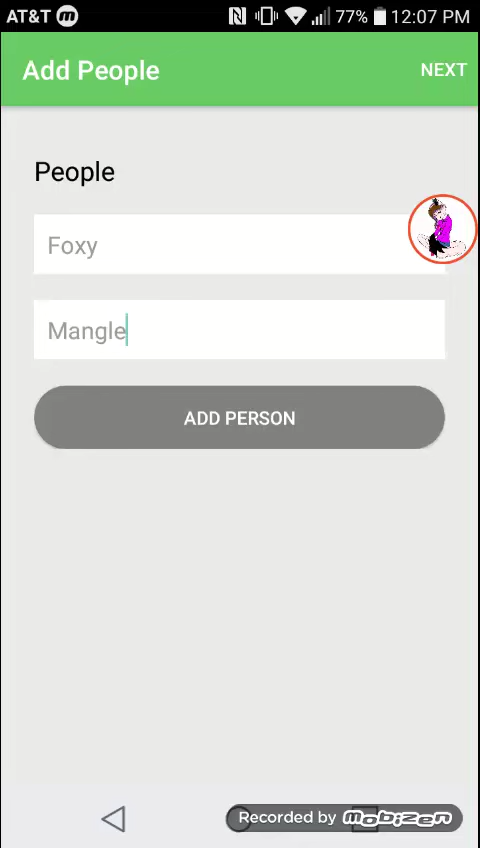 AT&T m 77% 12:07 PM
Add People NEXT
People
Foxy
Mangle
ADD PERSON
Recorded by mobizen